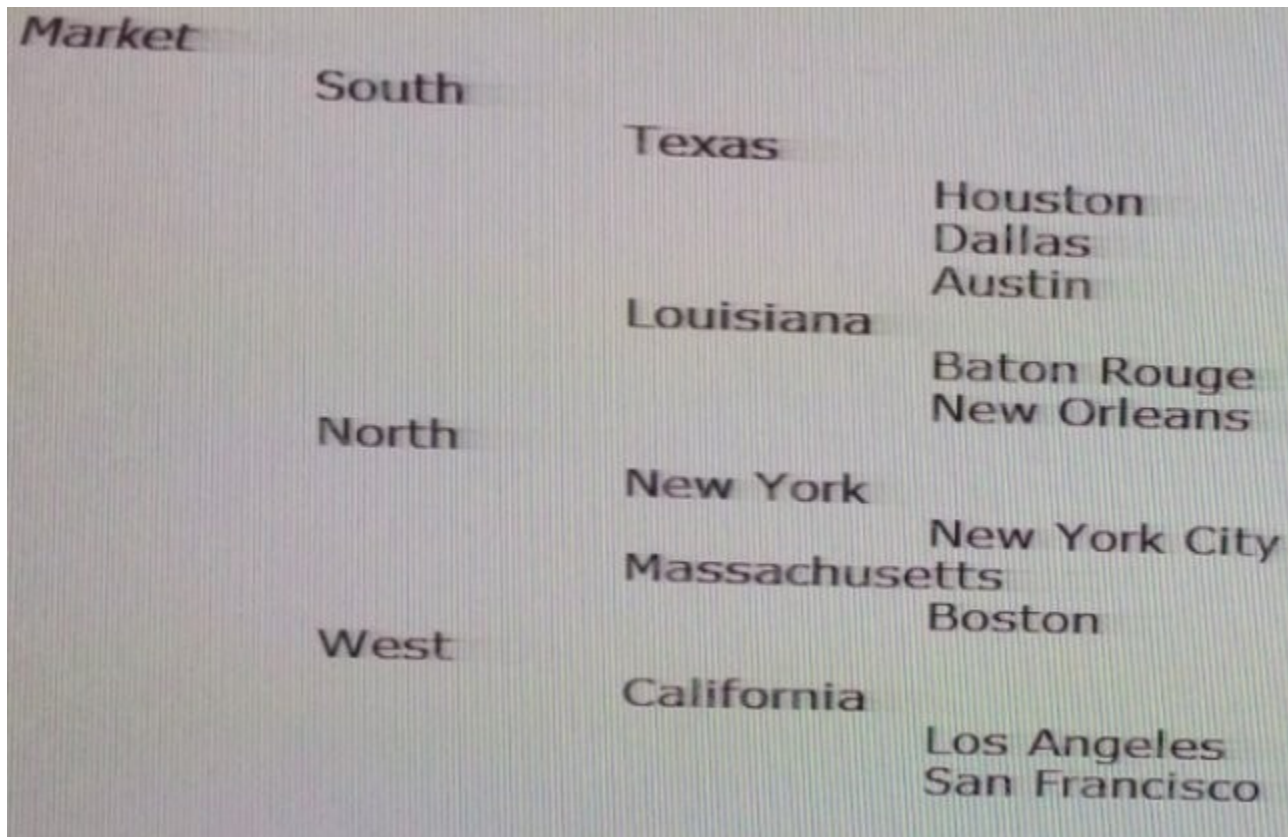 Market
South
Texas
Houston
Dallas
Austin
Louisiana
Baton Rouge
New Orleans
North
New York
New York City
Massachusetts
Boston
West
California
Los Angeles
San Francisco